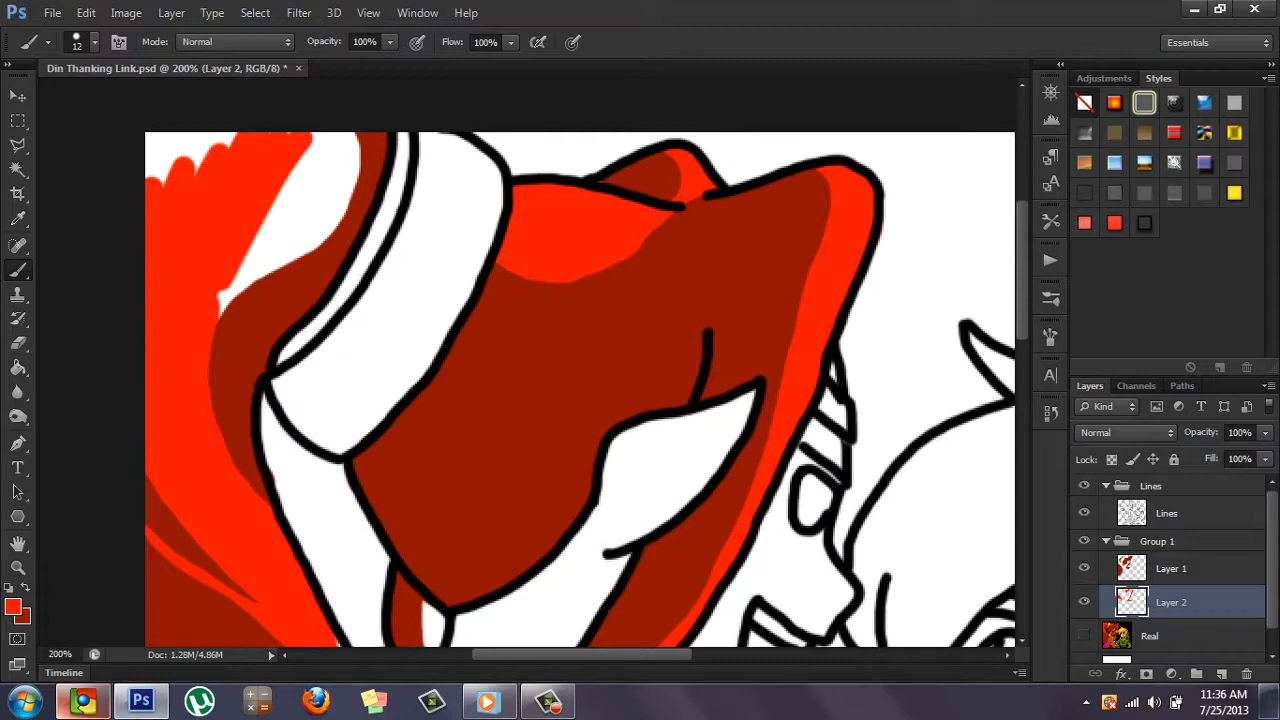 Ps File Edit Image Layer Type Select Filter 3D View Window Help
12 Mode: Normal Opacity: 100% Flow: 100% Essentials
Din Thanking Link.psd @ 200% (Layer 2, RGB/8) * ×
Adjustments Styles
Layers Channels Paths
Kind
Normal Opacity: 100%
Lock: Fill: 100%
Lines
Lines
Group 1
Layer 1
Layer 2
Real
200% Doc: 1.28M/4.86M
Timeline
11:36 AM
7/25/2013